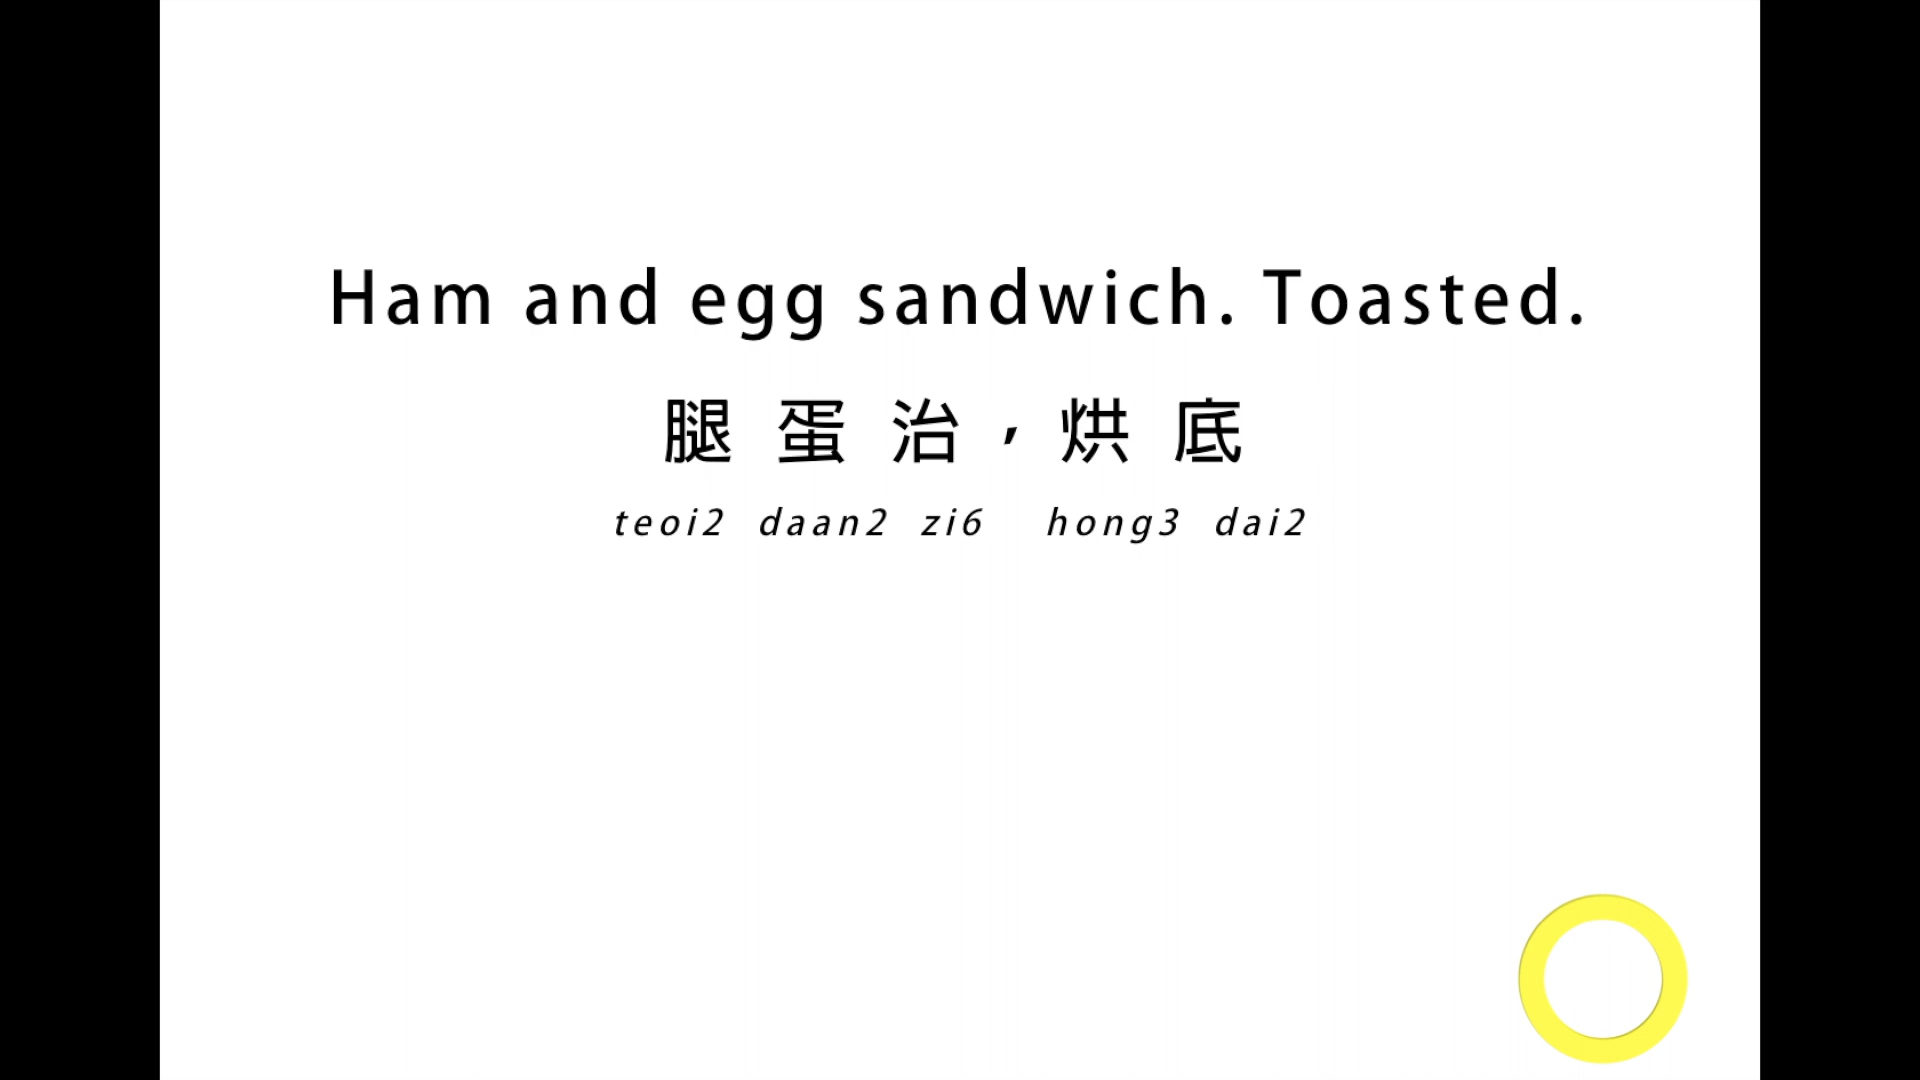 Ham and egg sandwich. Toasted.
腿蛋治，烘底
teoi2 daan2 zi6 hong3 dai2